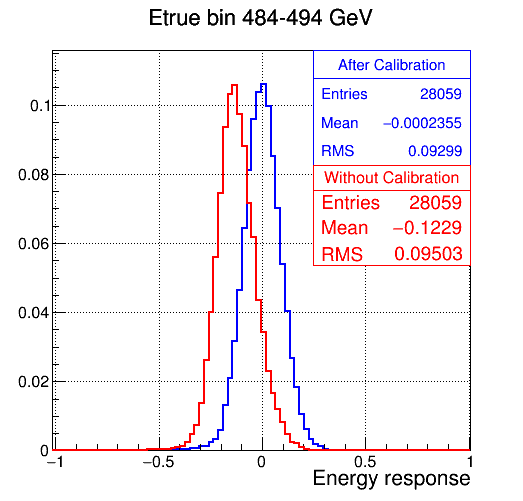 Etrue bin 484-494 GeV
After Calibration
Entries 28059
Mean −0.0002355
RMS 0.09299
Without Calibration
Entries 28059
Mean −0.1229
RMS 0.09503
0.1
0.08
0.06
0.04
0.02
0
−1 −0.5 0 0.5 1
Energy response